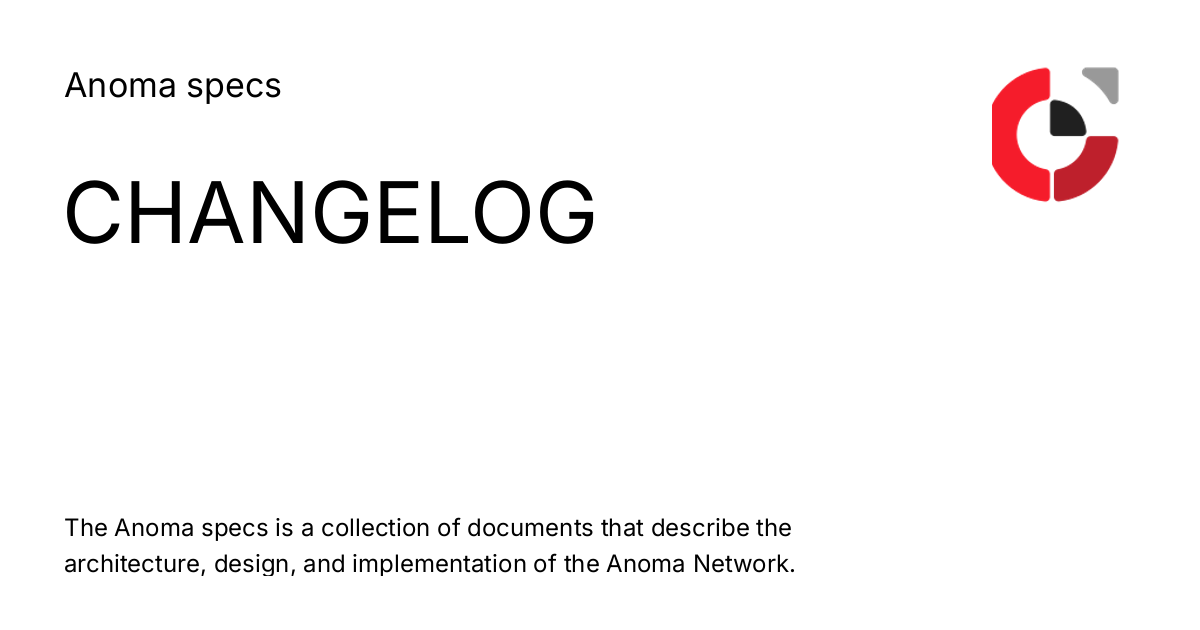 Anoma specs
CHANGELOG
The Anoma specs is a collection of documents that describe the
architecture, design, and implementation of the Anoma Network.